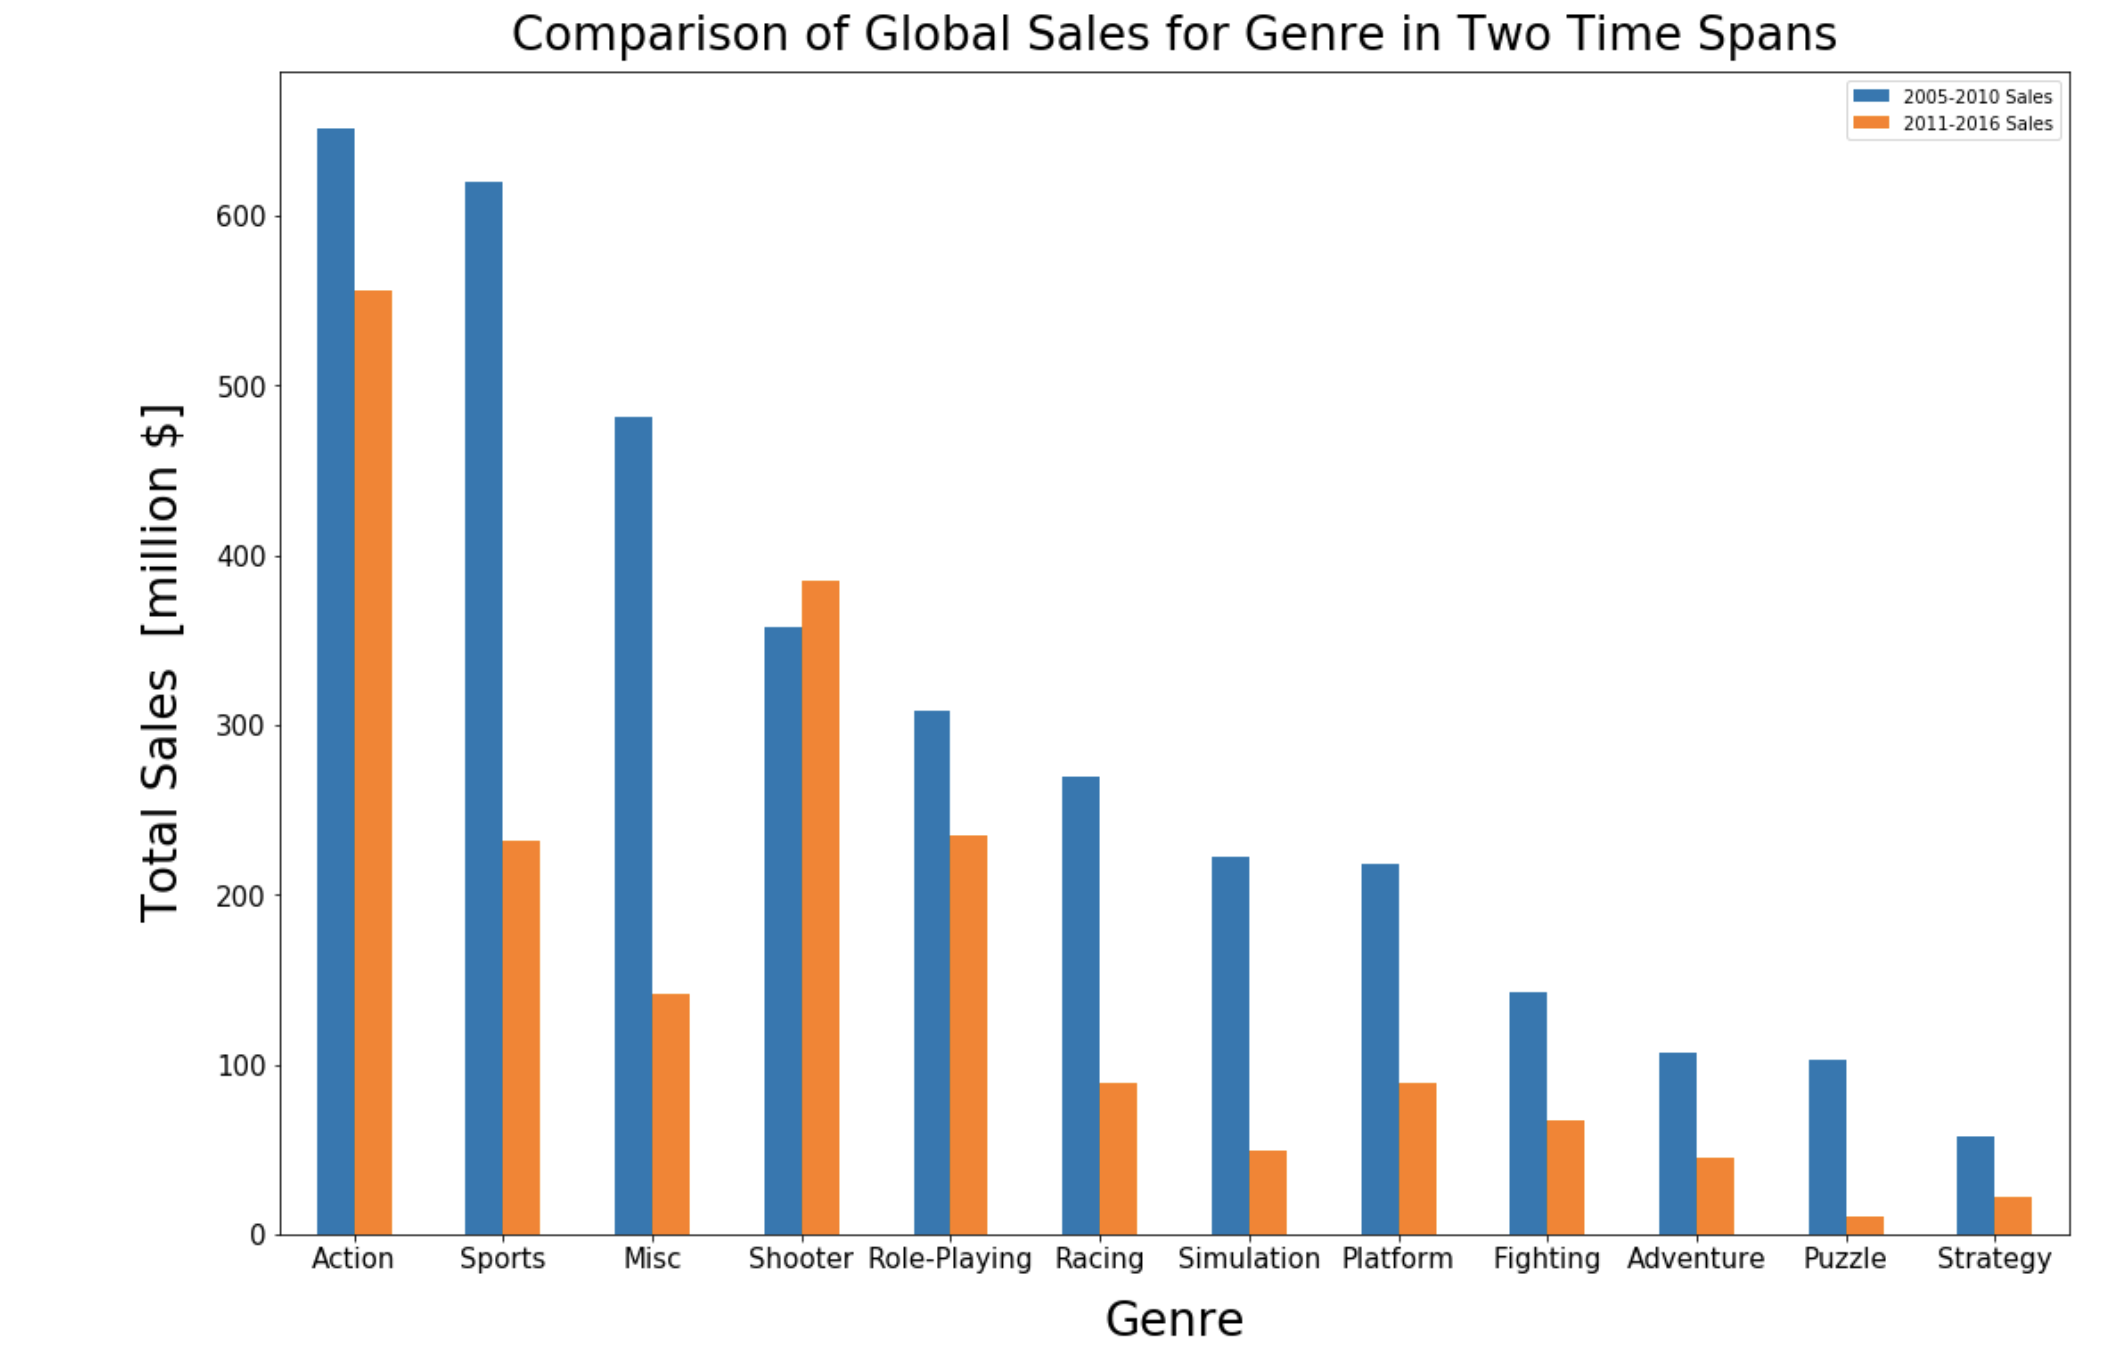 Comparison of Global Sales for Genre in Two Time Spans
2005-2010 Sales
2011-2016 Sales
Total Sales [million $]
600
500
400
300
200
100
0
Action Sports Misc Shooter Role-Playing Racing Simulation Platform Fighting Adventure Puzzle Strategy
Genre